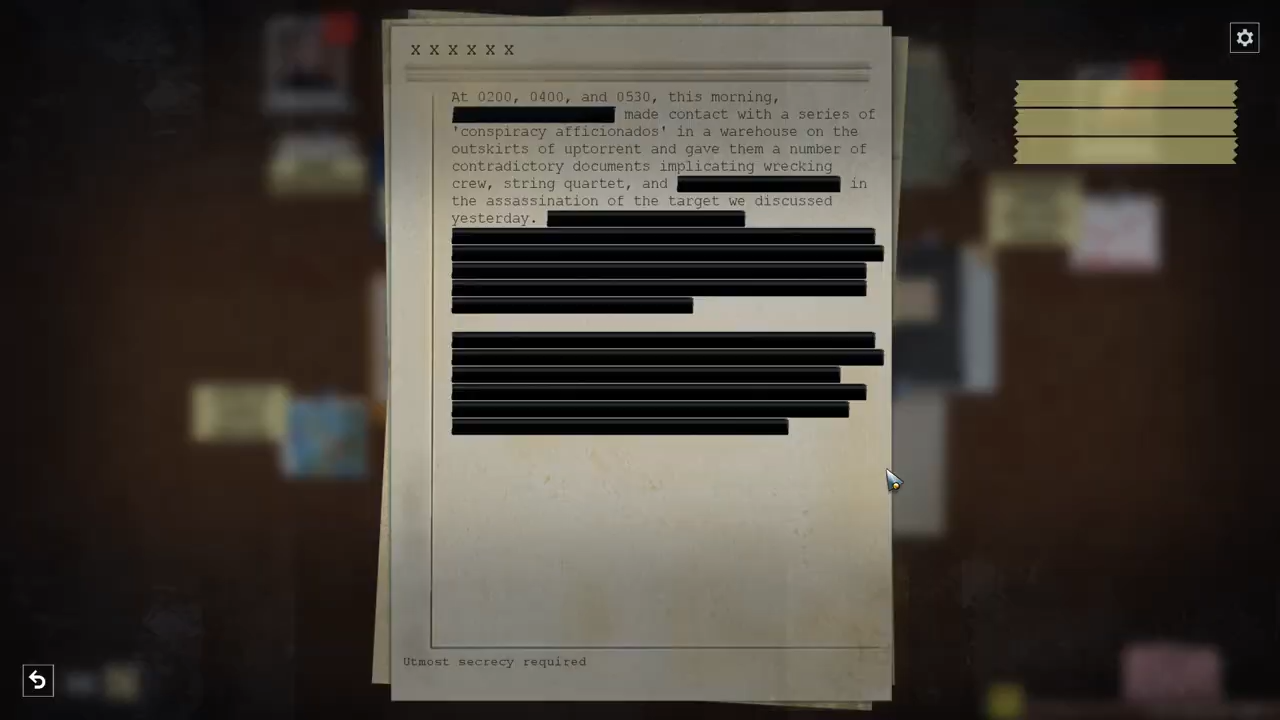 X X X X X X
At 0200, 0400, and 0530, this morning,
made contact with a series of
'conspiracy afficionados' in a warehouse on the
outskirts of uptorrent and gave them a number of
contradictory documents implicating wrecking
crew, string quartet, and in
the assassination of the target we discussed
yesterday.
Utmost secrecy required